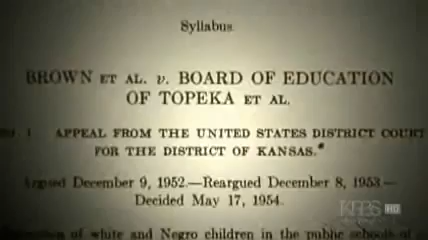 Syllabus
BROWN ET AL. v. BOARD OF EDUCATION
OF TOPEKA ET AL.
APPEAL FROM THE UNITED STATES DISTRICT COURT
FOR THE DISTRICT OF KANSAS.*
Argued December 9, 1952.—Reargued December 8, 1953—
Decided May 17, 1954.
of white and Negro children in the public schools of
KPBS HD